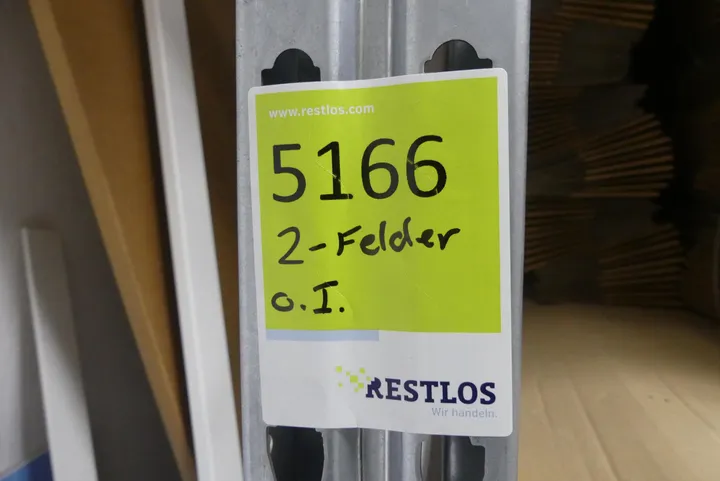 www.restlos.com
5166
2-Felder
o.I.
RESTLOS
Wir handeln.